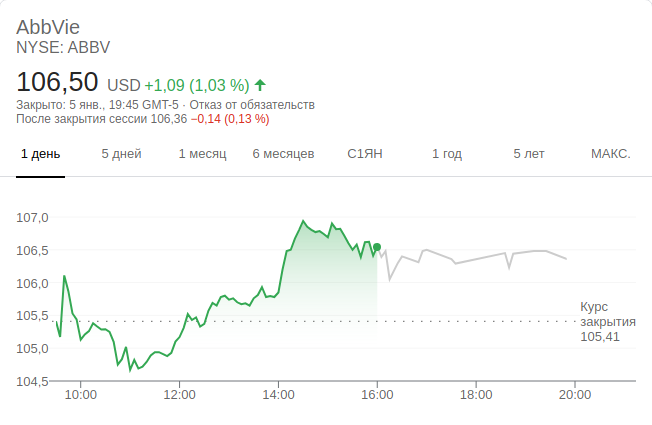 AbbVie
NYSE: ABBV
106,50 USD +1,09 (1,03 %)
Закрыто: 5 янв., 19:45 GMT-5 · Отказ от обязательств
После закрытия сессии 106,36 −0,14 (0,13 %)
1 день 5 дней 1 месяц 6 месяцев С1ЯН 1 год 5 лет МАКС.
107,0
106,5
106,0
105,5
105,0
104,5
Курс
закрытия
105,41
10:00 12:00 14:00 16:00 18:00 20:00